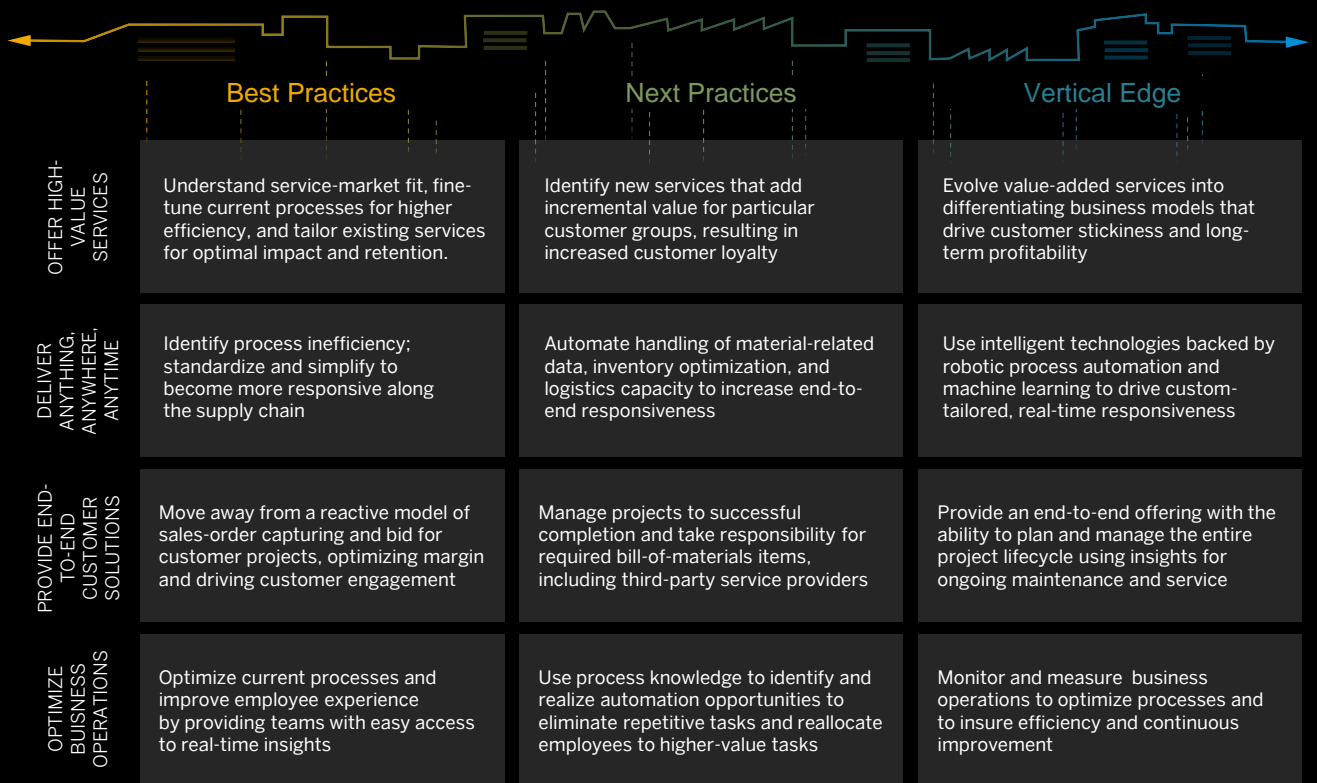 Best Practices
Next Practices
Vertical Edge
OFFER HIGH-
VALUE
SERVICES
Understand service-market fit, fine-
tune current processes for higher
efficiency, and tailor existing services
for optimal impact and retention.
Identify new services that add
incremental value for particular
customer groups, resulting in
increased customer loyalty
Evolve value-added services into
differentiating business models that
drive customer stickiness and long-
term profitability
DELIVER
ANYTHING,
ANYWHERE,
ANYTIME
Identify process inefficiency;
standardize and simplify to
become more responsive along
the supply chain
Automate handling of material-related
data, inventory optimization, and
logistics capacity to increase end-to-
end responsiveness
Use intelligent technologies backed by
robotic process automation and
machine learning to drive custom-
tailored, real-time responsiveness
PROVIDE END-
TO-END
CUSTOMER
SOLUTIONS
Move away from a reactive model of
sales-order capturing and bid for
customer projects, optimizing margin
and driving customer engagement
Manage projects to successful
completion and take responsibility for
required bill-of-materials items,
including third-party service providers
Provide an end-to-end offering with the
ability to plan and manage the entire
project lifecycle using insights for
ongoing maintenance and service
OPTIMIZE
BUISNESS
OPERATIONS
Optimize current processes and
improve employee experience
by providing teams with easy access
to real-time insights
Use process knowledge to identify and
realize automation opportunities to
eliminate repetitive tasks and reallocate
employees to higher-value tasks
Monitor and measure business
operations to optimize processes and
to insure efficiency and continuous
improvement